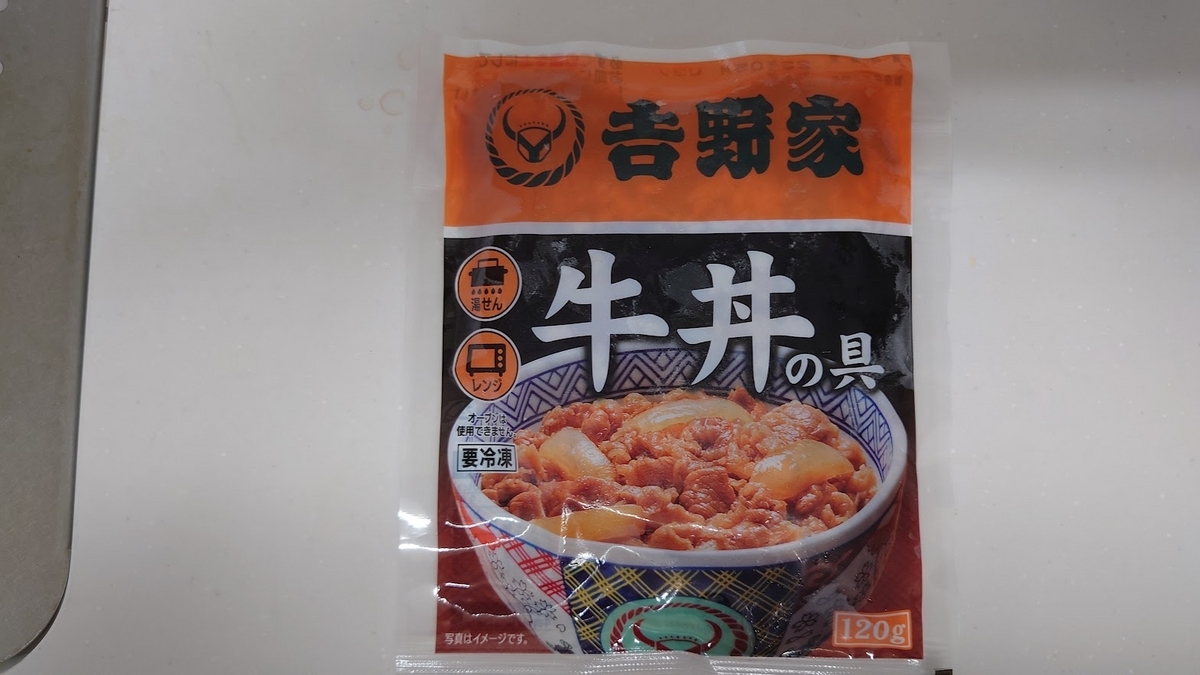 吉野家
牛丼の具
湯せん
レンジ
オーブンは
使用できません。
要冷凍
写真はイメージです。
120g